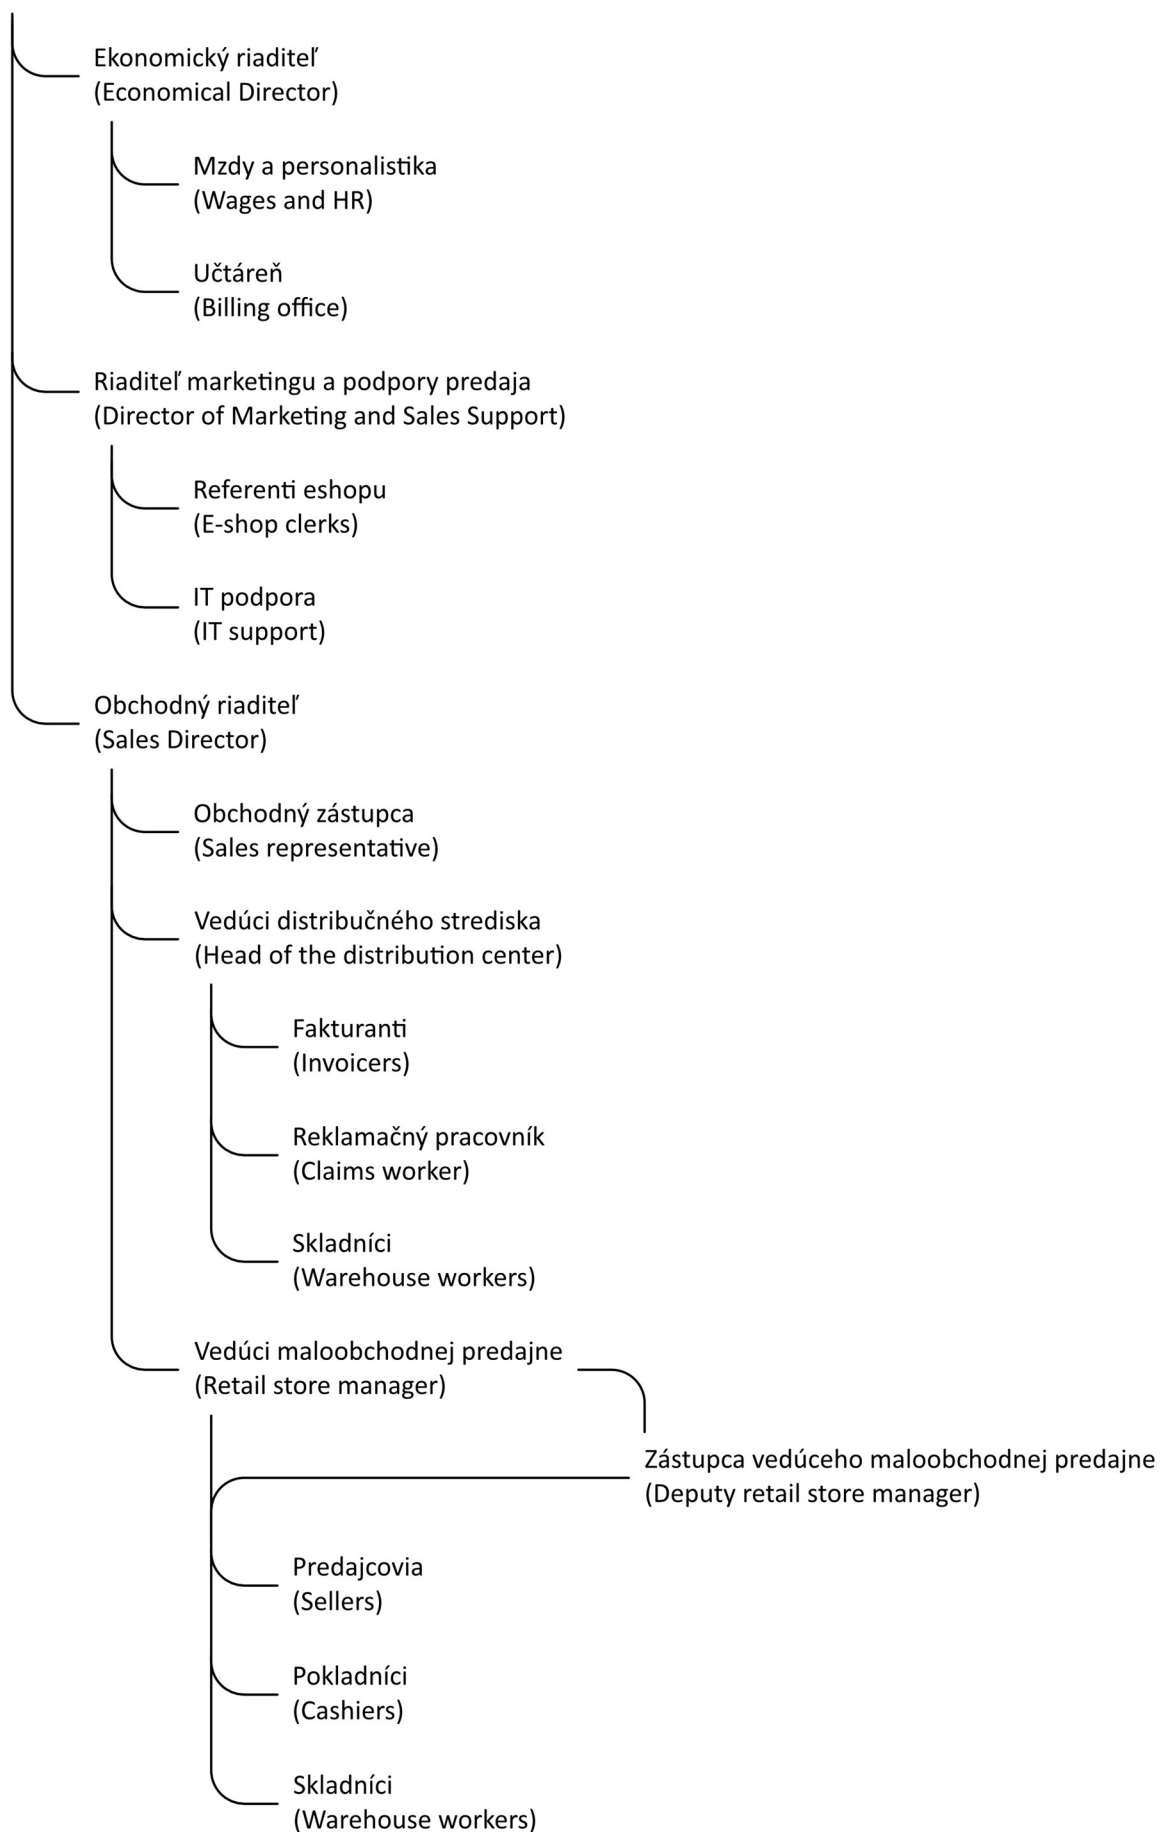 Ekonomický riaditeľ
(Economical Director)
Mzdy a personalistika
(Wages and HR)
Učtáreň
(Billing office)
Riaditeľ marketingu a podpory predaja
(Director of Marketing and Sales Support)
Referenti eshopu
(E-shop clerks)
IT podpora
(IT support)
Obchodný riaditeľ
(Sales Director)
Obchodný zástupca
(Sales representative)
Vedúci distribučného strediska
(Head of the distribution center)
Fakturanti
(Invoicers)
Reklamačný pracovník
(Claims worker)
Skladníci
(Warehouse workers)
Vedúci maloobchodnej predajne
(Retail store manager)
Zástupca vedúceho maloobchodnej predajne
(Deputy retail store manager)
Predajcovia
(Sellers)
Pokladníci
(Cashiers)
Skladníci
(Warehouse workers)